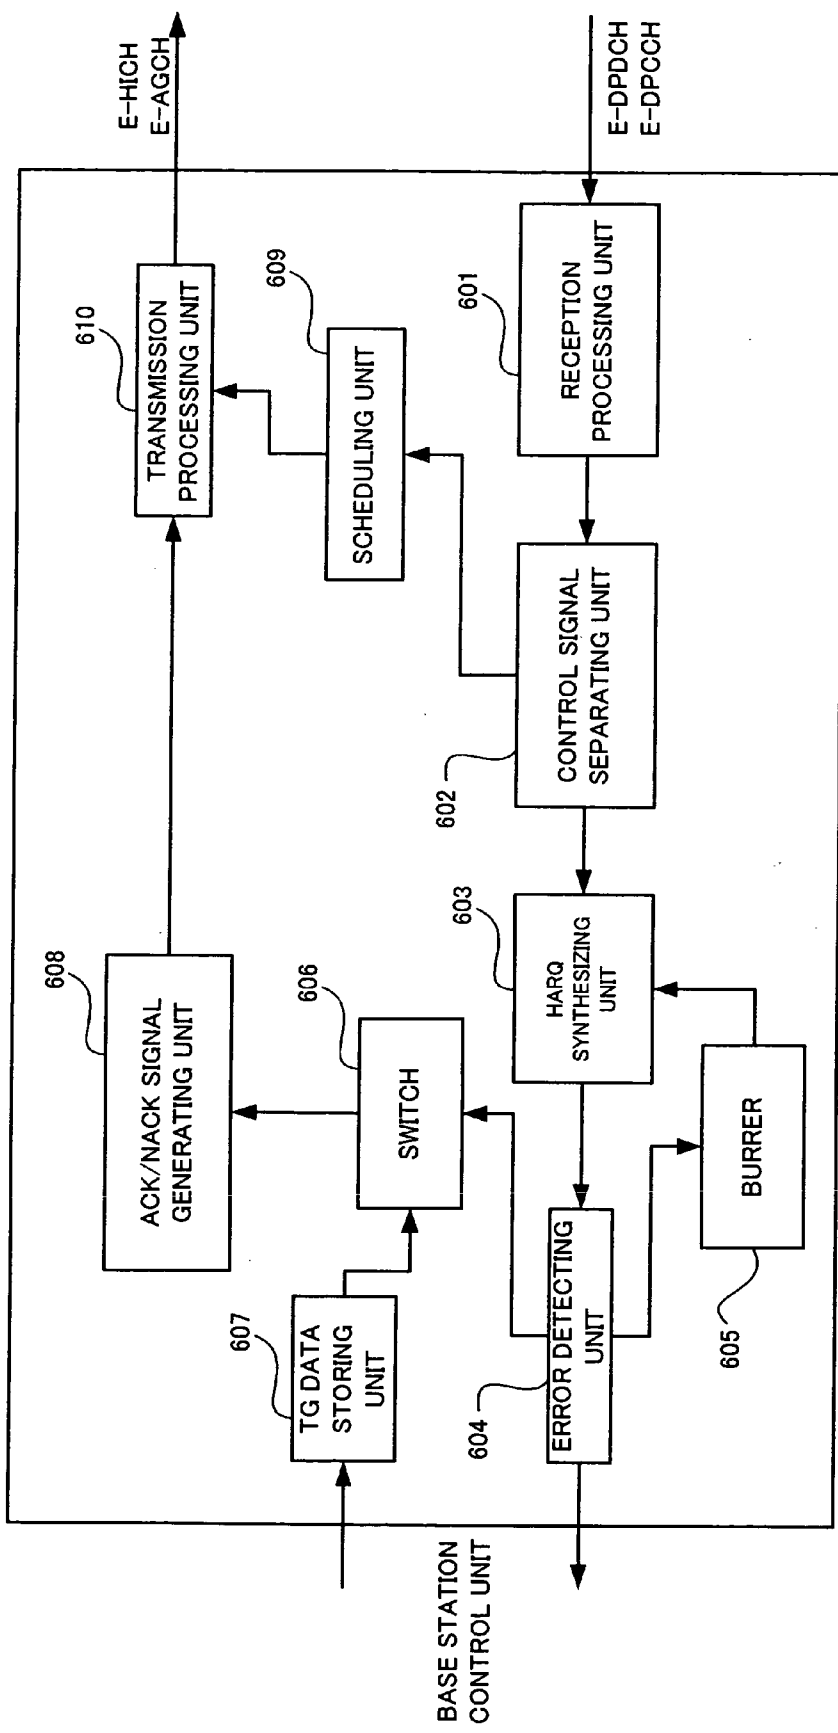 BASE STATION
CONTROL UNIT
607
TG DATA
STORING
UNIT
608
ACK/NACK SIGNAL
GENERATING UNIT
606
SWITCH
604
ERROR DETECTING
UNIT
605
BURRER
603
HARQ
SYNTHESIZING
UNIT
602
CONTROL SIGNAL
SEPARATING UNIT
610
TRANSMISSION
PROCESSING UNIT
609
SCHEDULING UNIT
601
RECEPTION
PROCESSING UNIT
E-HICH
E-AGCH
E-DPDCH
E-DPCCH